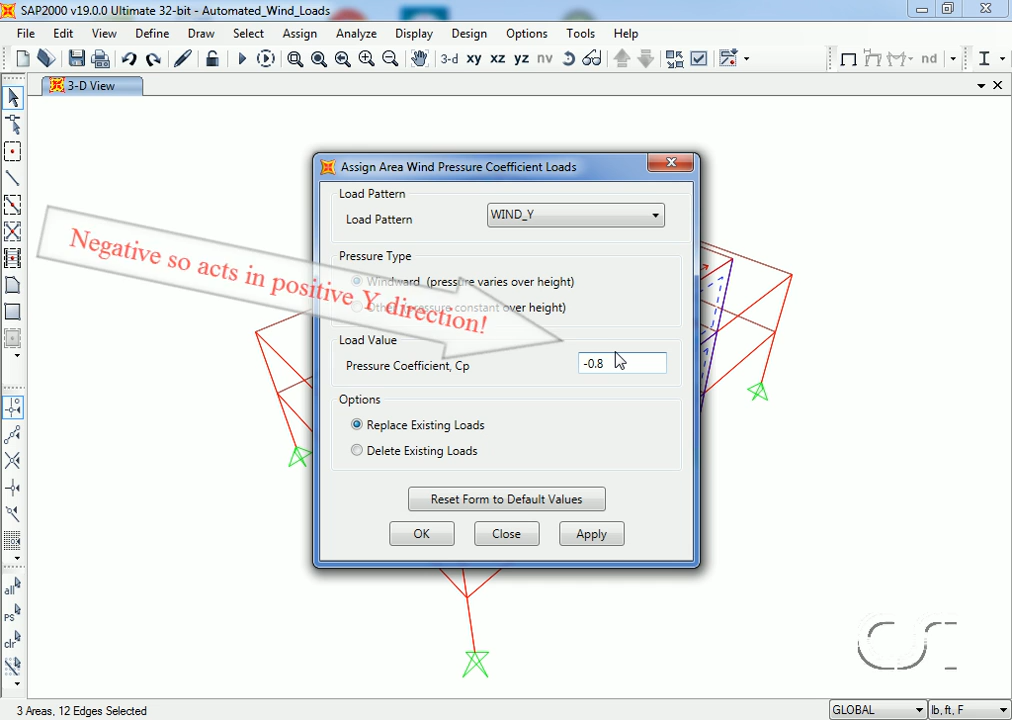 SAP2000 v19.0.0 Ultimate 32-bit - Automated_Wind_Loads
File Edit View Define Draw Select Assign Analyze Display Design Options Tools Help
3-d xy xz yz nv nd
3-D View
Assign Area Wind Pressure Coefficient Loads
Load Pattern
Load Pattern WIND_Y
Pressure Type
Windward (pressure varies over height)
Other (pressure constant over height)
Negative so acts in positive Y direction!
Load Value
Pressure Coefficient, Cp -0.8
Options
Replace Existing Loads
Delete Existing Loads
Reset Form to Default Values
OK Close Apply
all
PS
clr
CSI
3 Areas, 12 Edges Selected GLOBAL lb, ft, F